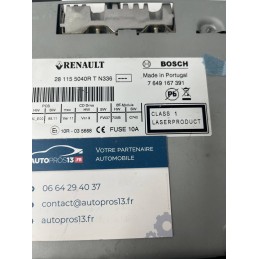 RENAULT
BOSCH
28 115 5040R T N336
Made in Portugal
7 649 167 391
FUSE 10A
CLASS 1
LASERPRODUCT
AUTOPROS13.FR
VOTRE PARTENAIRE
AUTOMOBILE
06 64 29 40 37
contact@autopros13.fr
autopros13.fr